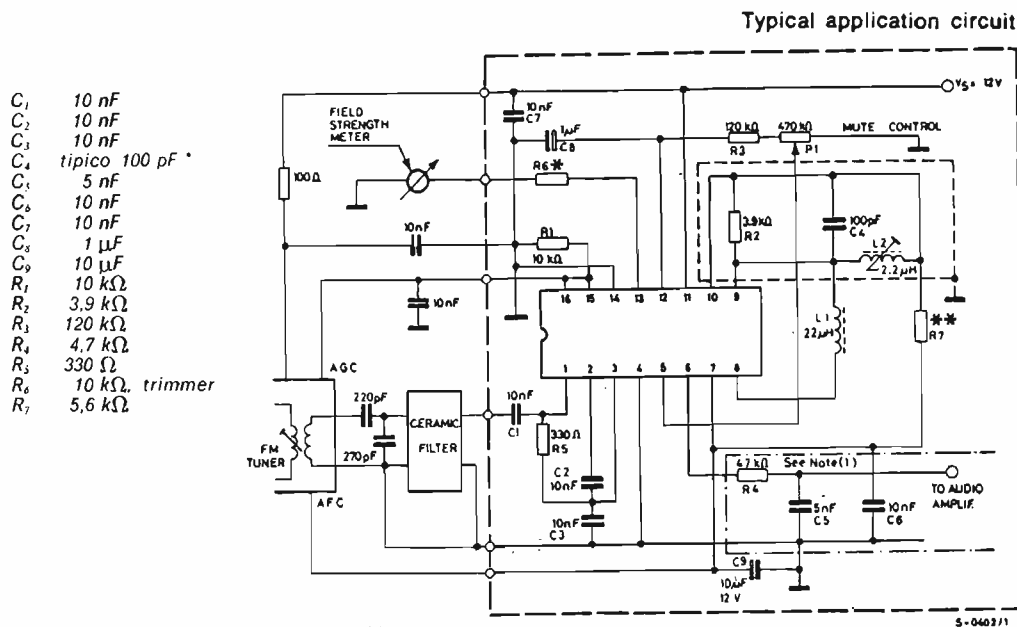 Typical application circuit
C1 10 nF
C2 10 nF
C3 10 nF
C4 tipico 100 pF *
C5 5 nF
C6 10 nF
C7 10 nF
C8 1 µF
C9 10 µF
R1 10 kΩ
R2 3,9 kΩ
R3 120 kΩ
R4 4,7 kΩ
R5 330 Ω
R6 10 kΩ, trimmer
R7 5,6 kΩ
VS = 12V
10nF
C7
FIELD
STRENGTH
METER
1µF
C8
120kΩ
R3
470kΩ
P1
MUTE CONTROL
100Ω
R6*
10nF
R1
10 kΩ
3.9kΩ
R2
100pF
C4
L2
2.2µH
10nF
16 15 14 13 12 11 10 9
L1
22µH
**
R7
1 2 3 4 5 6 7 8
AGC
220pF
10nF
C1
CERAMIC
FILTER
330Ω
R5
FM
TUNER
270pF
C2
10nF
4.7kΩ
R4
See Note(1)
TO AUDIO
AMPLIF.
AFC
10nF
C3
5nF
C5
10nF
C6
C9
10µF
12 V
S-0402/1